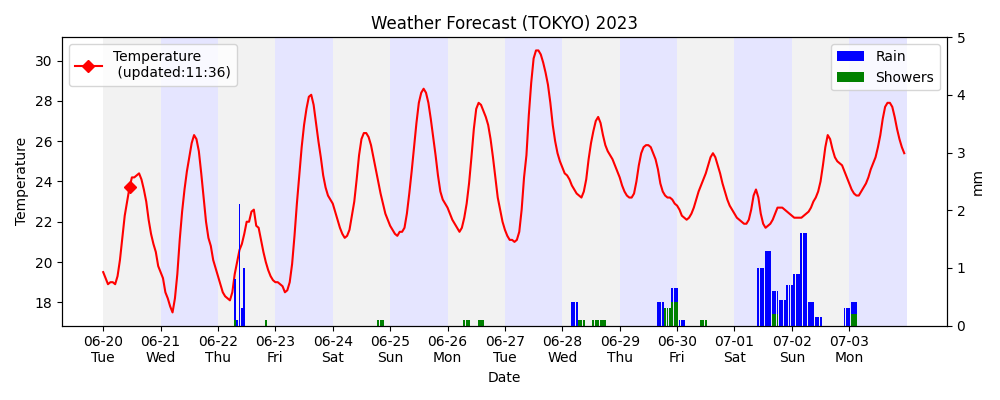 Weather Forecast (TOKYO) 2023
Temperature
(updated:11:36)
Rain
Showers
Temperature
30
28
26
24
22
20
18
5
4
3
2
1
0
mm
06-20 06-21 06-22 06-23 06-24 06-25 06-26 06-27 06-28 06-29 06-30 07-01 07-02 07-03
Tue Wed Thu Fri Sat Sun Mon Tue Wed Thu Fri Sat Sun Mon
Date